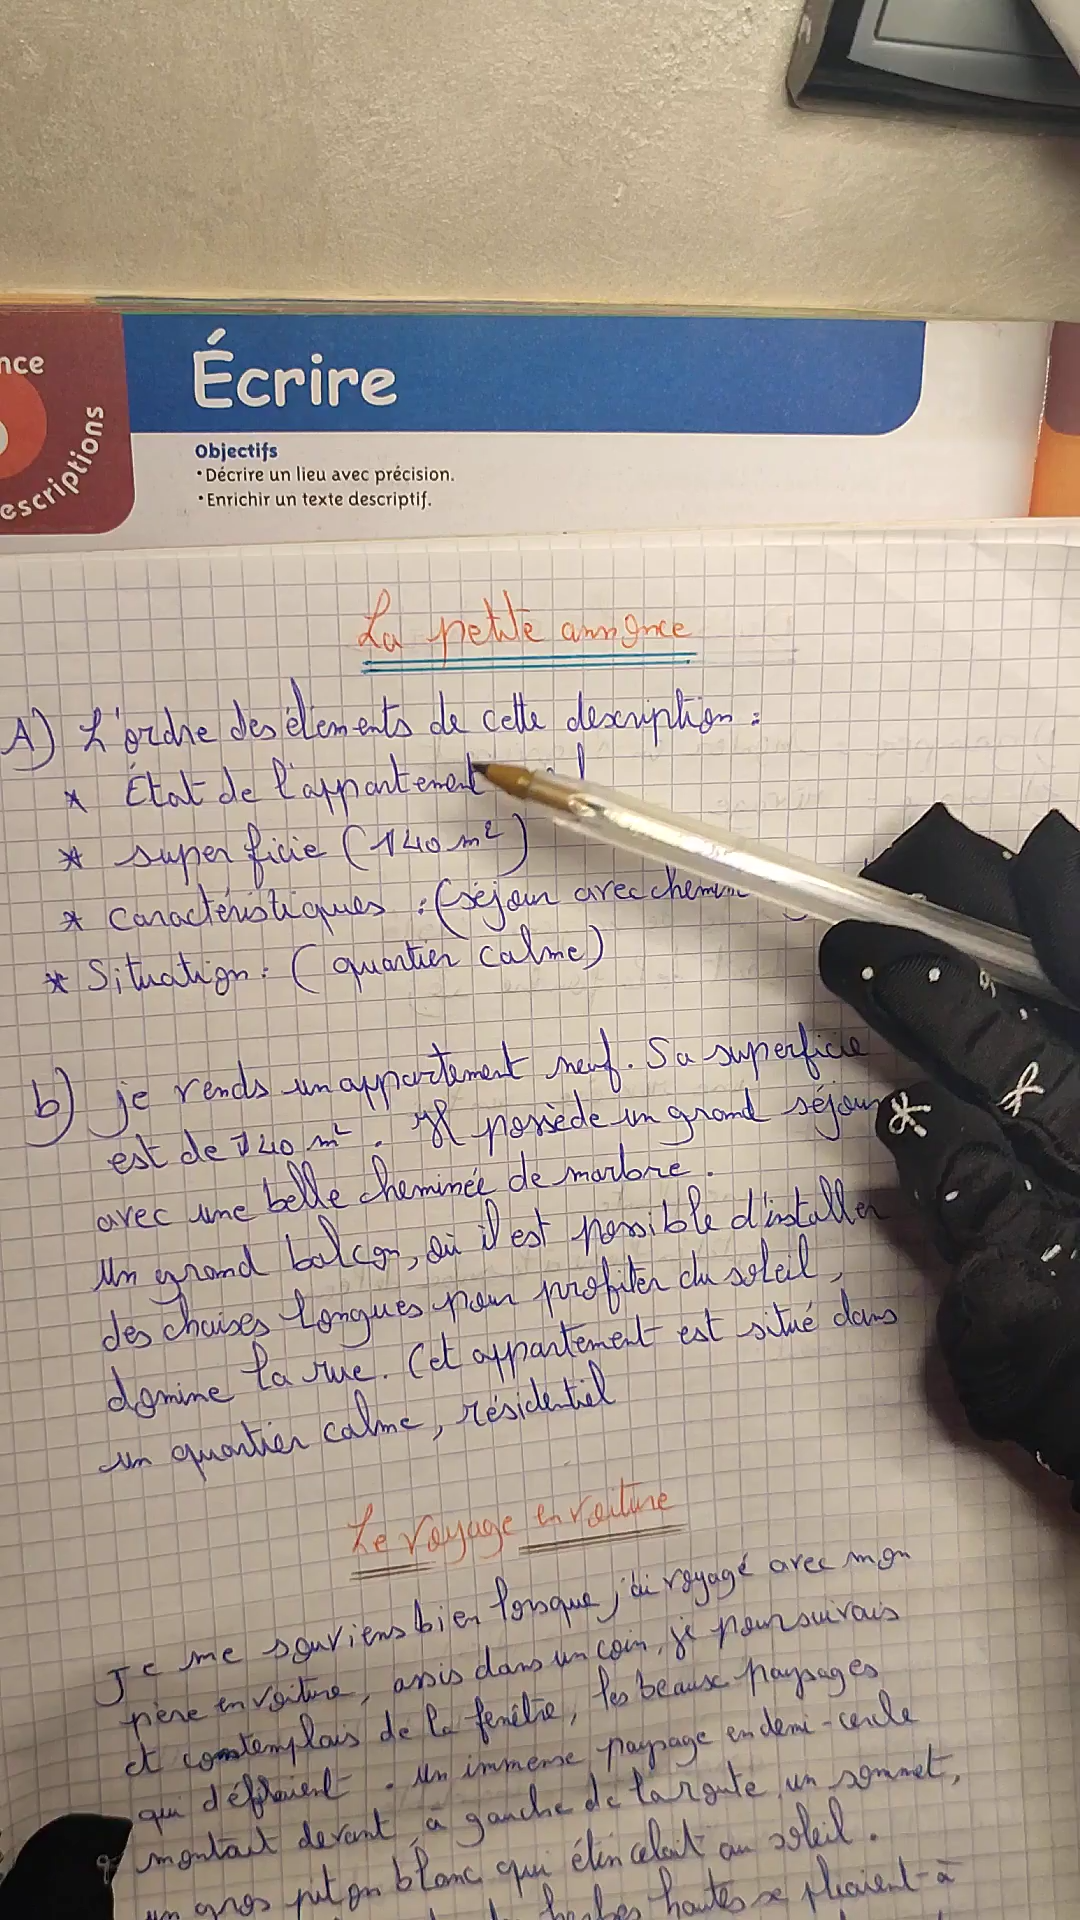 nce
escriptions
Écrire
Objectifs
• Décrire un lieu avec précision.
• Enrichir un texte descriptif.
La petite annonce
A) L'ordre des éléments de cette description :
* État de l'appartement
* superficie (140 m²)
* caractéristiques : (séjour avec
* Situation : ( quartier calme)
b) je vends un appartement neuf. Sa superficie
est de 140 m². Il possède un grand séjour
avec une belle cheminée de marbre.
Un grand balcon, où il est possible d'installer
des chaises longues pour profiter du soleil,
domine la rue. Cet appartement est situé dans
un quartier calme, résidentiel
Le voyage en voiture
Je me souviens bien lorsque j'ai voyagé avec mon
père en voiture, assis dans un coin, je poursuivais
et contemplais de la fenêtre, les beaux paysages
qui défilaient. Un immense paysage en demi-cercle
montait devant, à gauche de la route un sommet,
un gros piton blanc qui étincelait au soleil.
herbes hautes se pliaient à